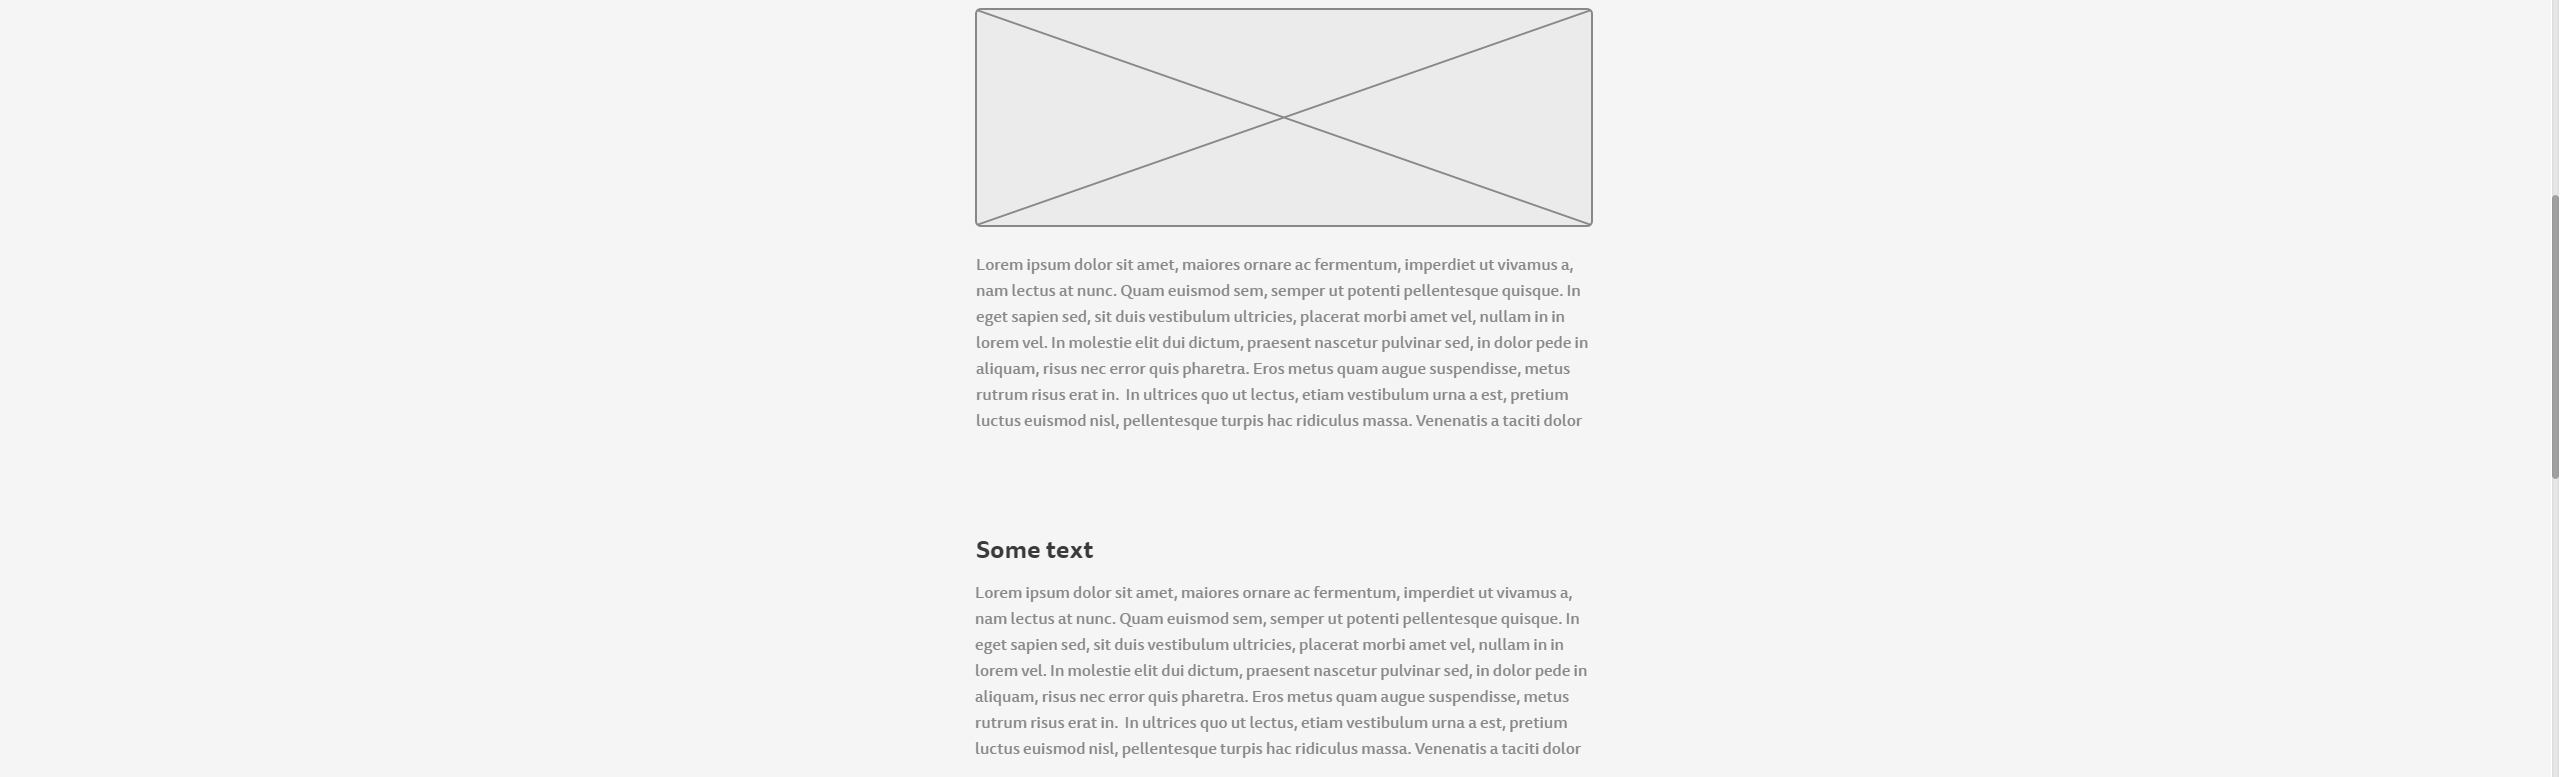 Lorem ipsum dolor sit amet, maiores ornare ac fermentum, imperdiet ut vivamus a,
nam lectus at nunc. Quam euismod sem, semper ut potenti pellentesque quisque. In
eget sapien sed, sit duis vestibulum ultricies, placerat morbi amet vel, nullam in in
lorem vel. In molestie elit dui dictum, praesent nascetur pulvinar sed, in dolor pede in
aliquam, risus nec error quis pharetra. Eros metus quam augue suspendisse, metus
rutrum risus erat in.  In ultrices quo ut lectus, etiam vestibulum urna a est, pretium
luctus euismod nisl, pellentesque turpis hac ridiculus massa. Venenatis a taciti dolor
Some text
Lorem ipsum dolor sit amet, maiores ornare ac fermentum, imperdiet ut vivamus a,
nam lectus at nunc. Quam euismod sem, semper ut potenti pellentesque quisque. In
eget sapien sed, sit duis vestibulum ultricies, placerat morbi amet vel, nullam in in
lorem vel. In molestie elit dui dictum, praesent nascetur pulvinar sed, in dolor pede in
aliquam, risus nec error quis pharetra. Eros metus quam augue suspendisse, metus
rutrum risus erat in.  In ultrices quo ut lectus, etiam vestibulum urna a est, pretium
luctus euismod nisl, pellentesque turpis hac ridiculus massa. Venenatis a taciti dolor